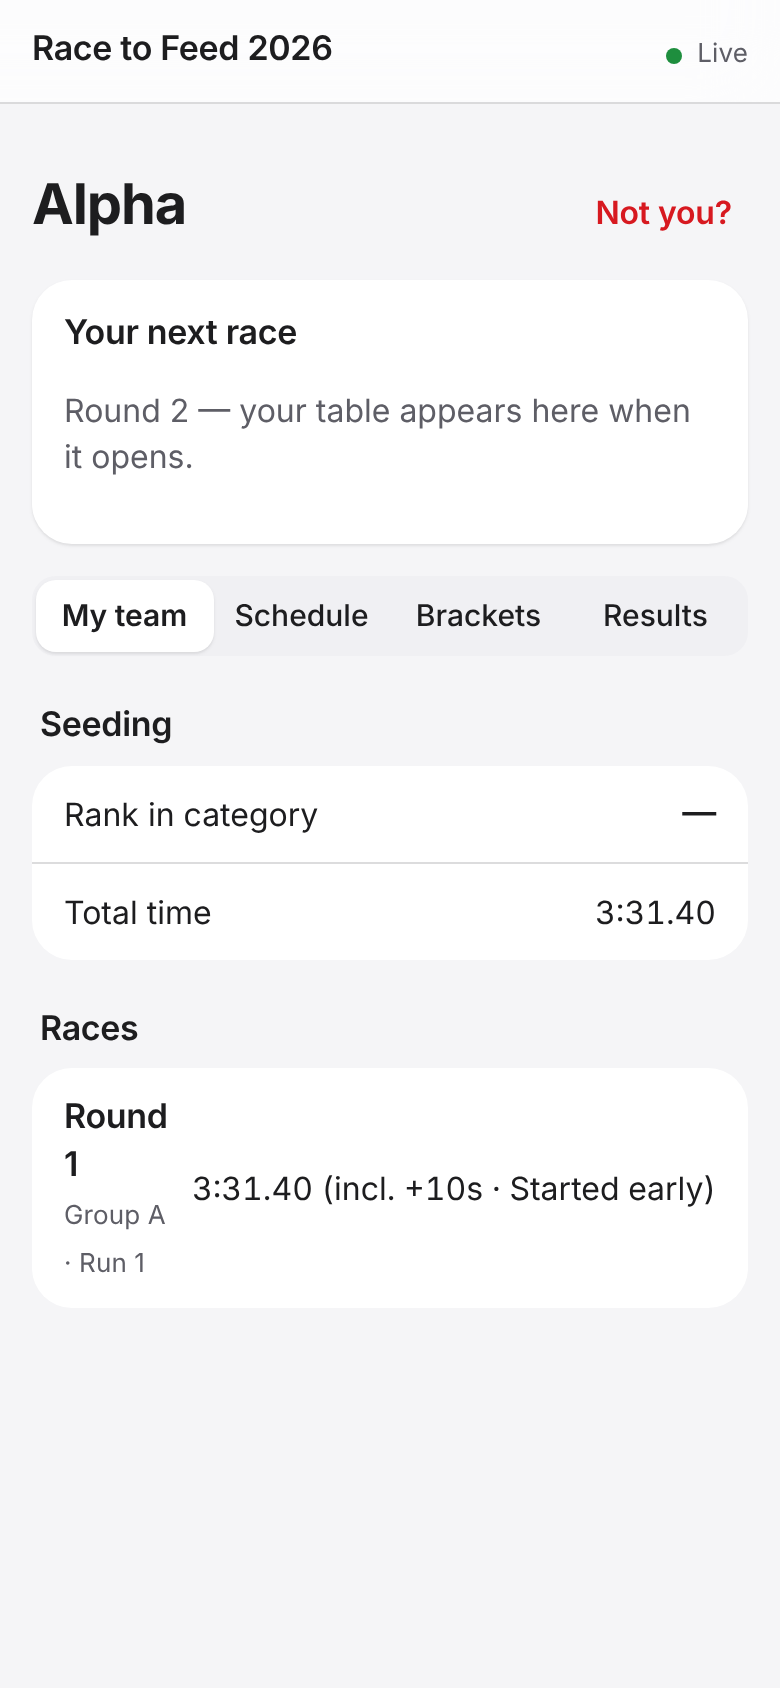 Race to Feed 2026
Live
Alpha
Not you?
Your next race
Round 2 — your table appears here when
it opens.
My team
Schedule
Brackets
Results
Seeding
Rank in category
—
Total time
3:31.40
Races
Round
1
Group A
· Run 1
3:31.40 (incl. +10s · Started early)